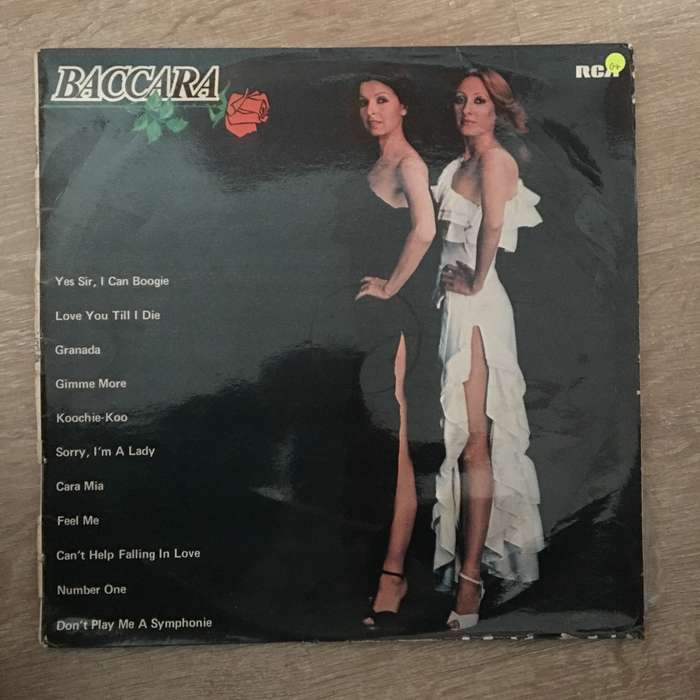 BACCARA
RCA
G+
Yes Sir, I Can Boogie
Love You Till I Die
Granada
Gimme More
Koochie-Koo
Sorry, I'm A Lady
Cara Mia
Feel Me
Can't Help Falling In Love
Number One
Don't Play Me A Symphonie